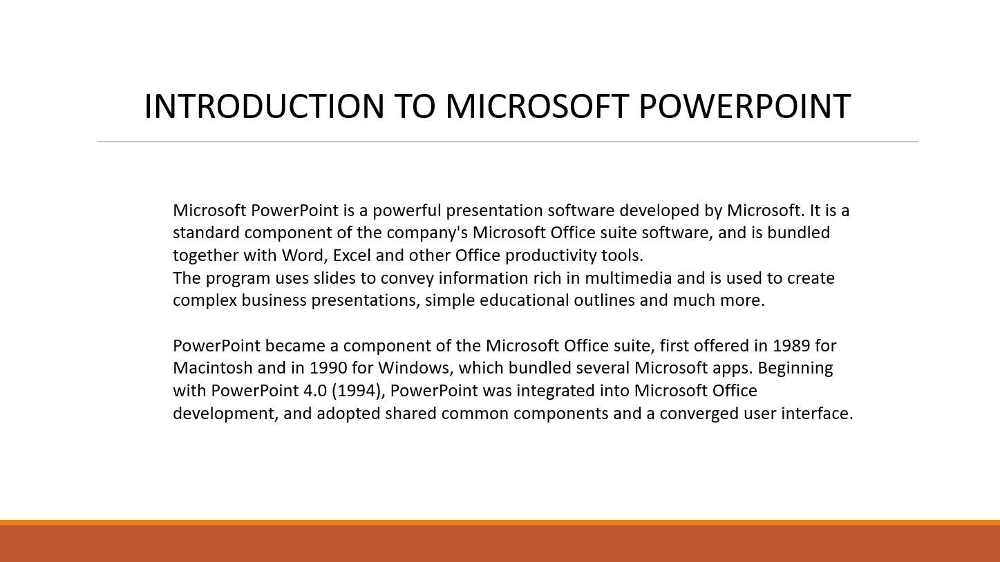 INTRODUCTION TO MICROSOFT POWERPOINT
Microsoft PowerPoint is a powerful presentation software developed by Microsoft. It is a
standard component of the company's Microsoft Office suite software, and is bundled
together with Word, Excel and other Office productivity tools.
The program uses slides to convey information rich in multimedia and is used to create
complex business presentations, simple educational outlines and much more.
PowerPoint became a component of the Microsoft Office suite, first offered in 1989 for
Macintosh and in 1990 for Windows, which bundled several Microsoft apps. Beginning
with PowerPoint 4.0 (1994), PowerPoint was integrated into Microsoft Office
development, and adopted shared common components and a converged user interface.